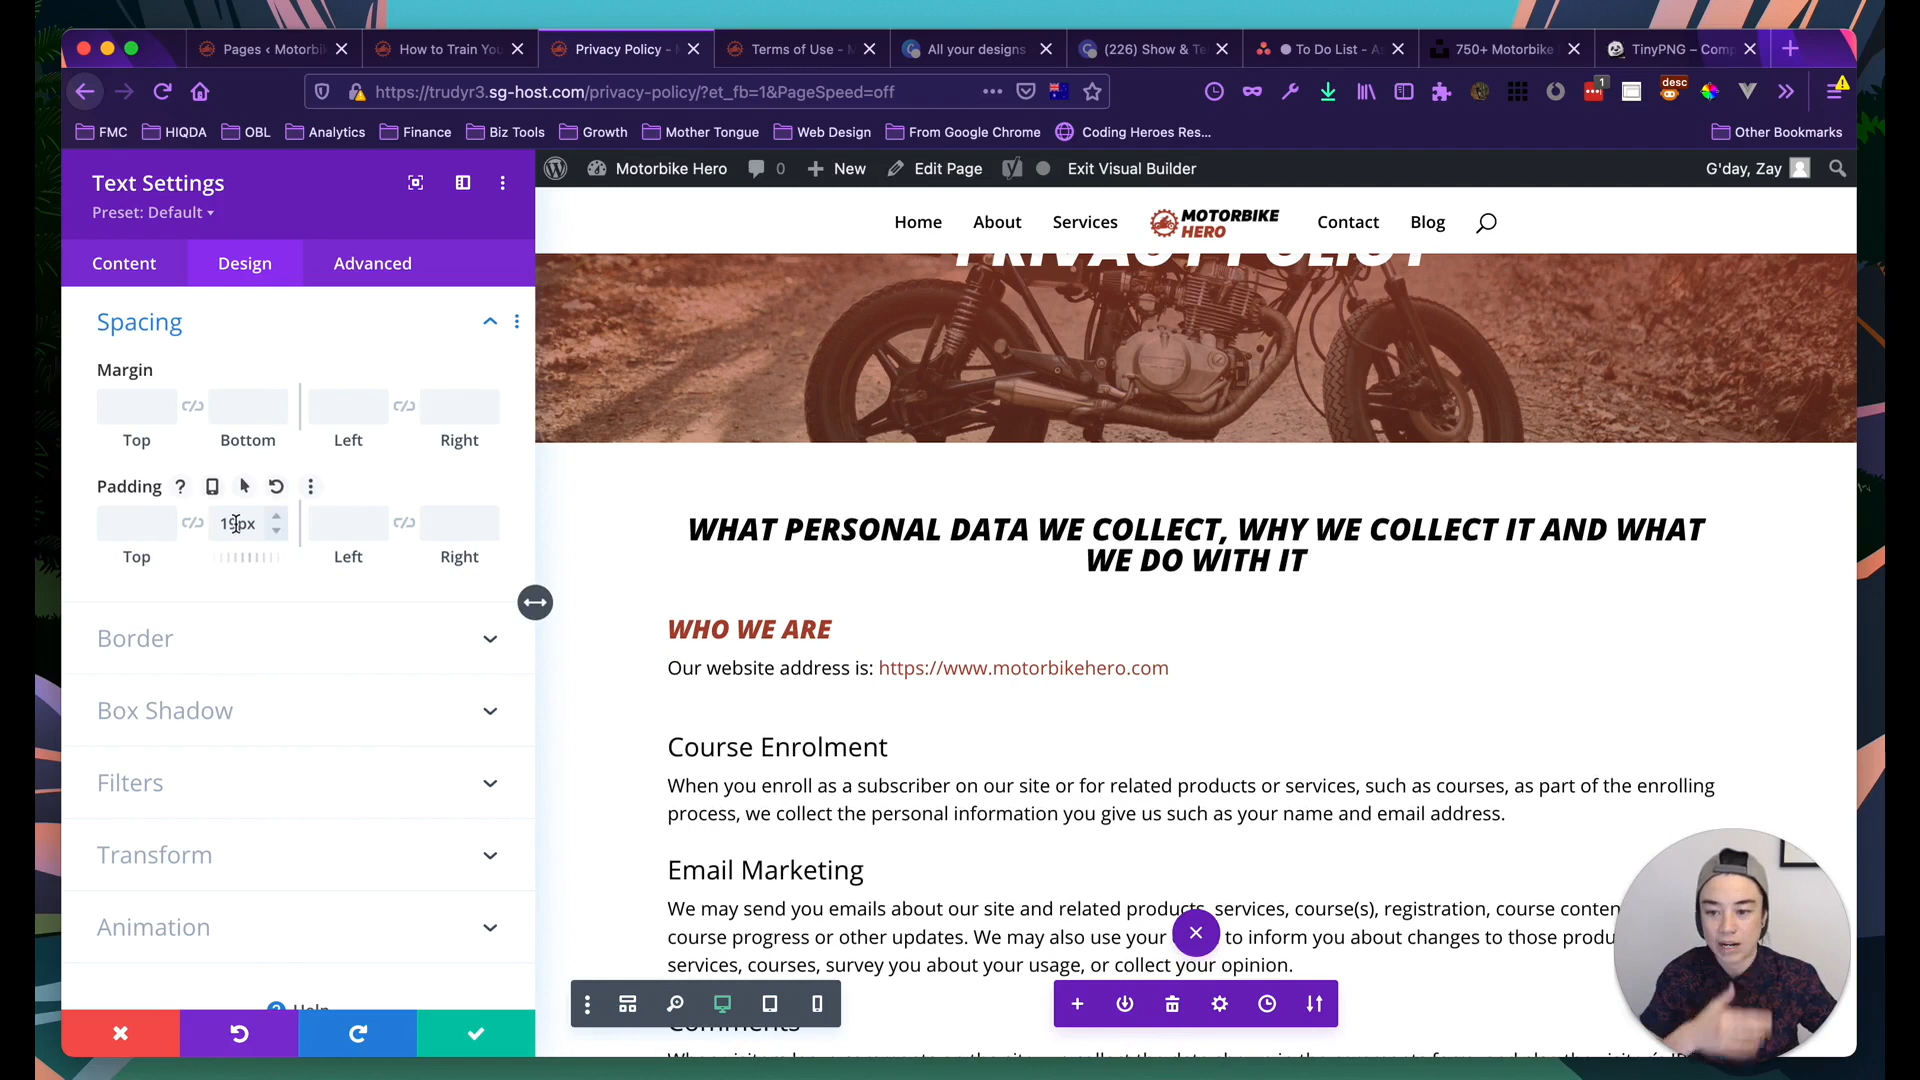 Pages ‹ Motorbi
How to Train You
Privacy Policy -
Terms of Use -
All your designs
(226) Show & Te
To Do List - A
750+ Motorbike
TinyPNG – Comp
https://trudyr3.sg-host.com/privacy-policy/?et_fb=1&PageSpeed=off
1
desc
FMC
HIQDA
OBL
Analytics
Finance
Biz Tools
Growth
Mother Tongue
Web Design
From Google Chrome
Coding Heroes Res...
Other Bookmarks
Motorbike Hero
0
New
Edit Page
Exit Visual Builder
G'day, Zay
Text Settings
Preset: Default
Content
Design
Advanced
Spacing
Margin
Top
Bottom
Left
Right
Padding
?
px
Top
Left
Right
Border
Box Shadow
Filters
Transform
Animation
Help
Home
About
Services
MOTORBIKE
HERO
Contact
Blog
PRIVACY POLICY
WHAT PERSONAL DATA WE COLLECT, WHY WE COLLECT IT AND WHAT
WE DO WITH IT
WHO WE ARE
Our website address is: https://www.motorbikehero.com
Course Enrolment
When you enroll as a subscriber on our site or for related products or services, such as courses, as part of the enrolling
process, we collect the personal information you give us such as your name and email address.
Email Marketing
We may send you emails about our site and related products, services, course(s), registration, course conten
course progress or other updates. We may also use your to inform you about changes to those produ
services, courses, survey you about your usage, or collect your opinion.
Comments